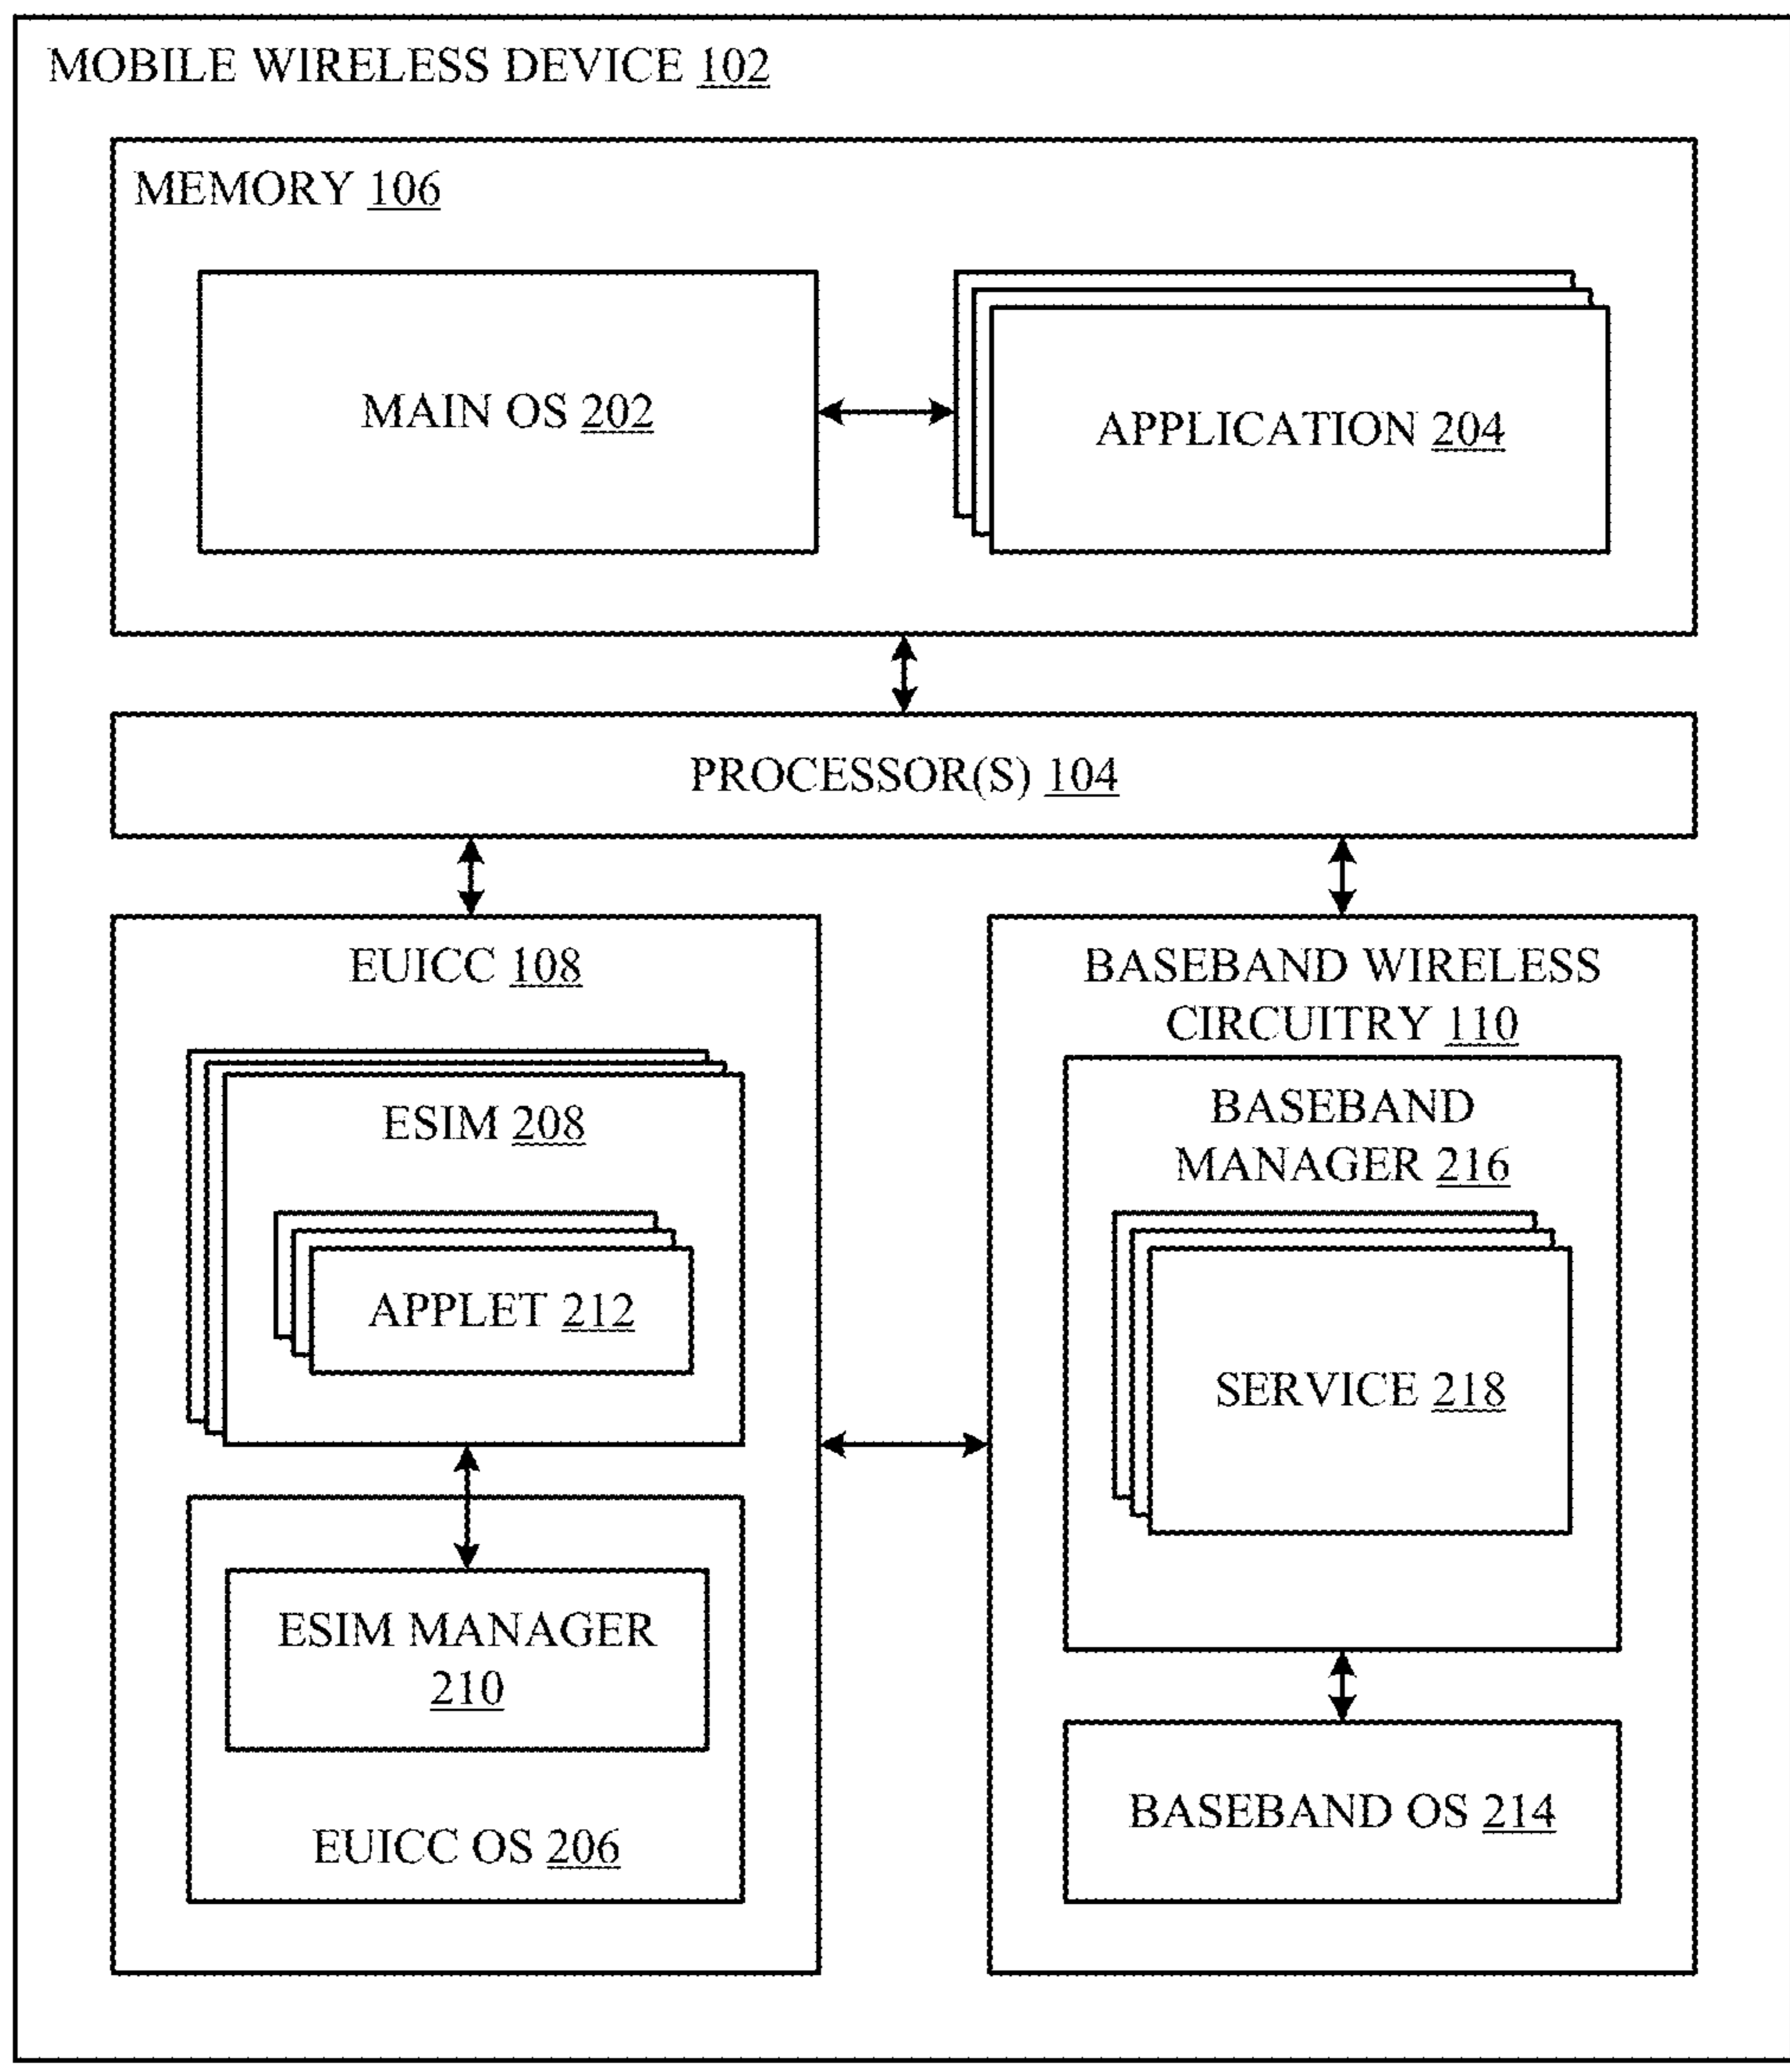 MOBILE WIRELESS DEVICE 102
MEMORY 106
MAIN OS 202
APPLICATION 204
PROCESSOR(S) 104
EUICC 108
ESIM 208
APPLET 212
ESIM MANAGER
210
EUICC OS 206
BASEBAND WIRELESS
CIRCUITRY 110
BASEBAND
MANAGER 216
SERVICE 218
BASEBAND OS 214